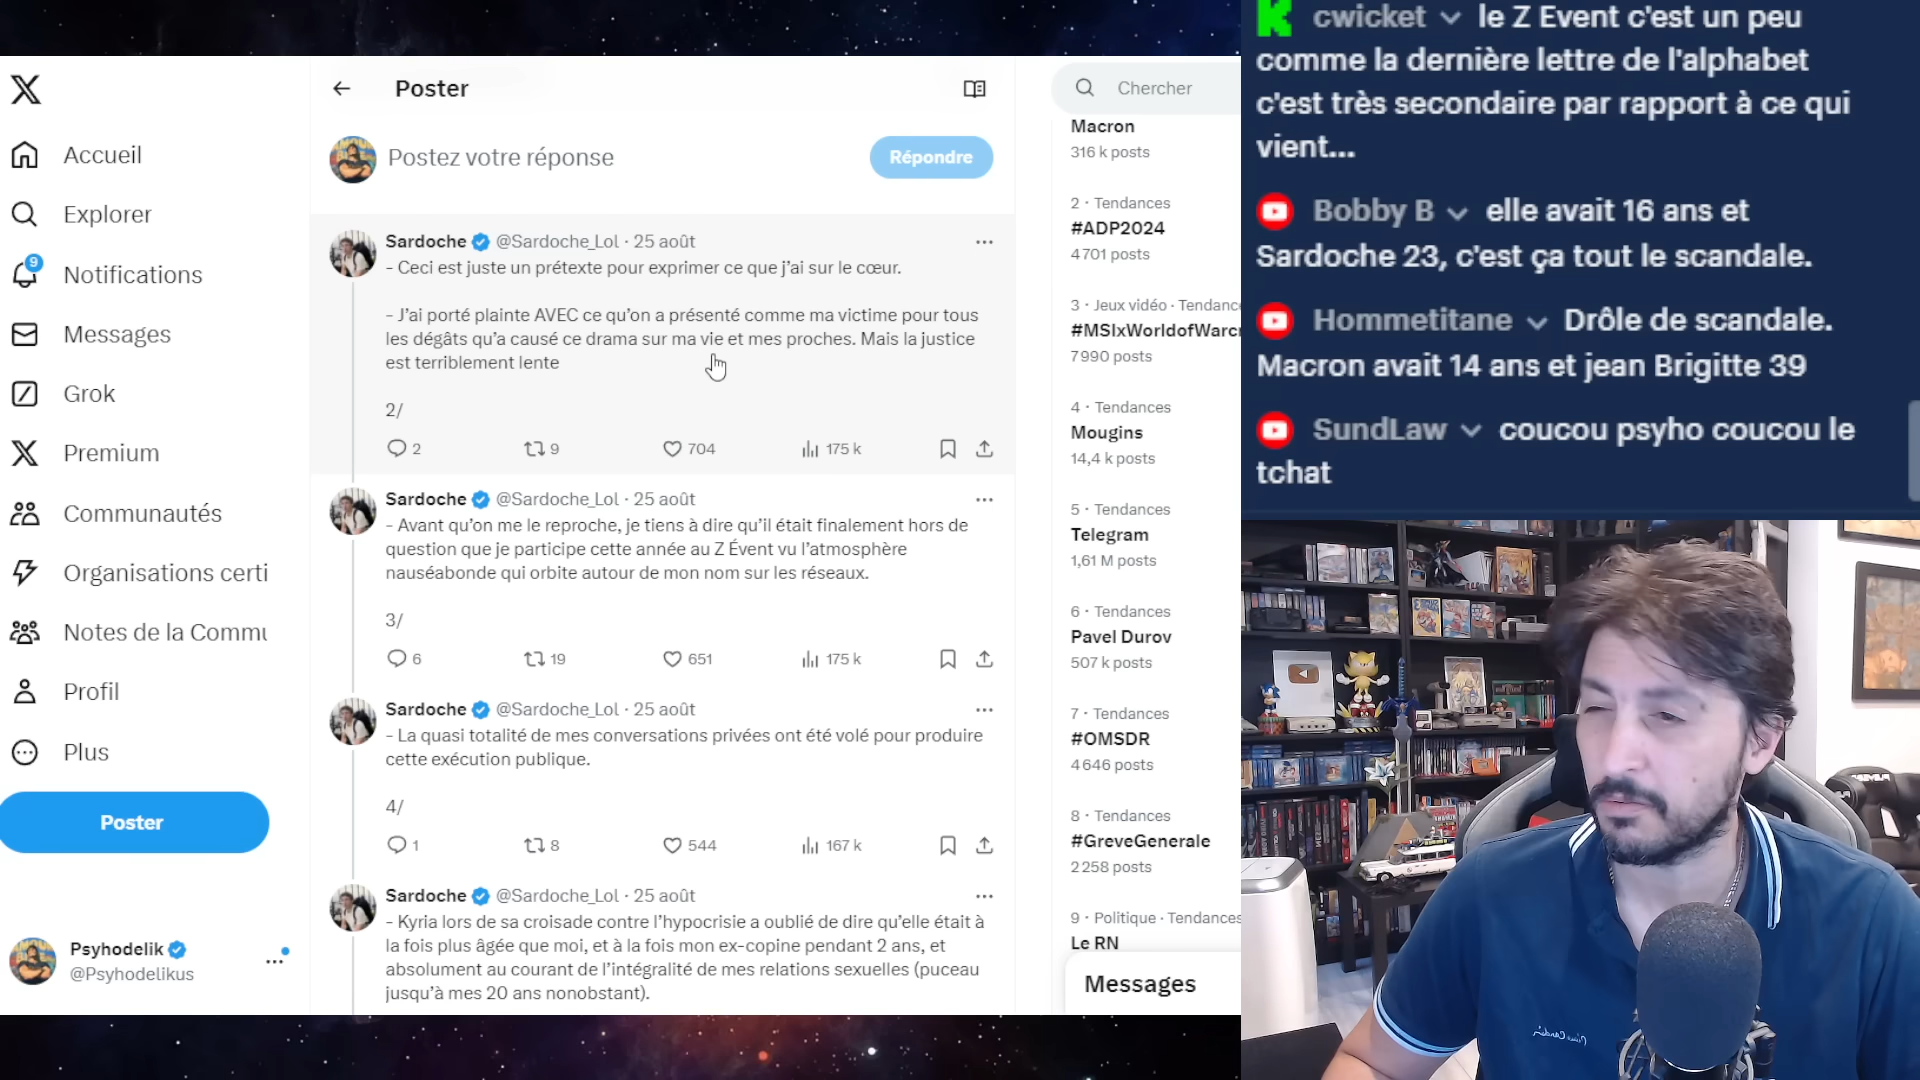 Accueil
Explorer
9
Notifications
Messages
Grok
Premium
Communautés
Organisations certi
Notes de la Commu
Profil
Plus
Poster
Psyhodelik
@Psyhodelikus
Poster
Postez votre réponse
Répondre
Sardoche @Sardoche_Lol · 25 août
- Ceci est juste un prétexte pour exprimer ce que j'ai sur le cœur.
- J'ai porté plainte AVEC ce qu'on a présenté comme ma victime pour tous
les dégâts qu'a causé ce drama sur ma vie et mes proches. Mais la justice
est terriblement lente
2/
2 9 704 175 k
Sardoche @Sardoche_Lol · 25 août
- Avant qu'on me le reproche, je tiens à dire qu'il était finalement hors de
question que je participe cette année au Z Évent vu l'atmosphère
nauséabonde qui orbite autour de mon nom sur les réseaux.
3/
6 19 651 175 k
Sardoche @Sardoche_Lol · 25 août
- La quasi totalité de mes conversations privées ont été volé pour produire
cette exécution publique.
4/
1 8 544 167 k
Sardoche @Sardoche_Lol · 25 août
- Kyria lors de sa croisade contre l'hypocrisie a oublié de dire qu'elle était à
la fois plus âgée que moi, et à la fois mon ex-copine pendant 2 ans, et
absolument au courant de l'intégralité de mes relations sexuelles (puceau
jusqu'à mes 20 ans nonobstant).
Chercher
Macron
316 k posts
2 · Tendances
#ADP2024
4 701 posts
3 · Jeux vidéo · Tendance
#MSIxWorldofWarcr
7 990 posts
4 · Tendances
Mougins
14,4 k posts
5 · Tendances
Telegram
1,61 M posts
6 · Tendances
Pavel Durov
507 k posts
7 · Tendances
#OMSDR
4 646 posts
8 · Tendances
#GreveGenerale
2 258 posts
9 · Politique · Tendances
Le RN
Messages
cwicket le Z Event c'est un peu
comme la dernière lettre de l'alphabet
c'est très secondaire par rapport à ce qui
vient...
Bobby B elle avait 16 ans et
Sardoche 23, c'est ça tout le scandale.
Hommetitane Drôle de scandale.
Macron avait 14 ans et jean Brigitte 39
SundLaw coucou psyho coucou le
tchat